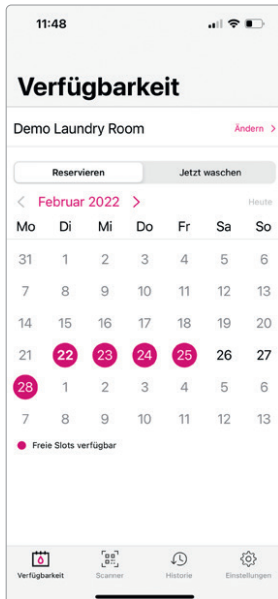 11:48
Verfügbarkeit
Demo Laundry Room Ändern >
Reservieren Jetzt waschen
< Februar 2022 > Heute
Mo Di Mi Do Fr Sa So
31 1 2 3 4 5 6
7 8 9 10 11 12 13
14 15 16 17 18 19 20
21 22 23 24 25 26 27
28 1 2 3 4 5 6
7 8 9 10 11 12 13
Freie Slots verfügbar
Verfügbarkeit Scanner Historie Einstellungen